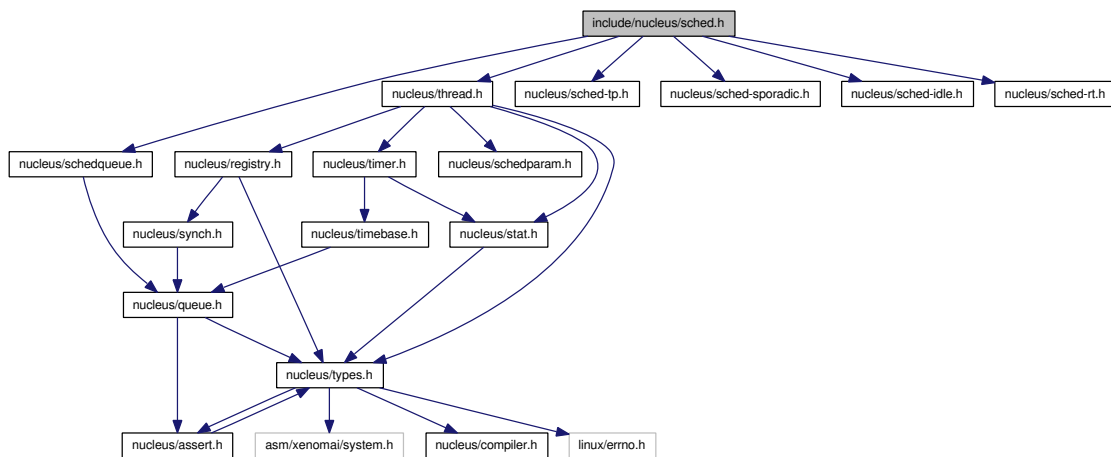 include/nucleus/sched.h
nucleus/thread.h
nucleus/sched-tp.h
nucleus/sched-sporadic.h
nucleus/sched-idle.h
nucleus/sched-rt.h
nucleus/schedqueue.h
nucleus/registry.h
nucleus/timer.h
nucleus/schedparam.h
nucleus/synch.h
nucleus/timebase.h
nucleus/stat.h
nucleus/queue.h
nucleus/types.h
nucleus/assert.h
asm/xenomai/system.h
nucleus/compiler.h
linux/errno.h